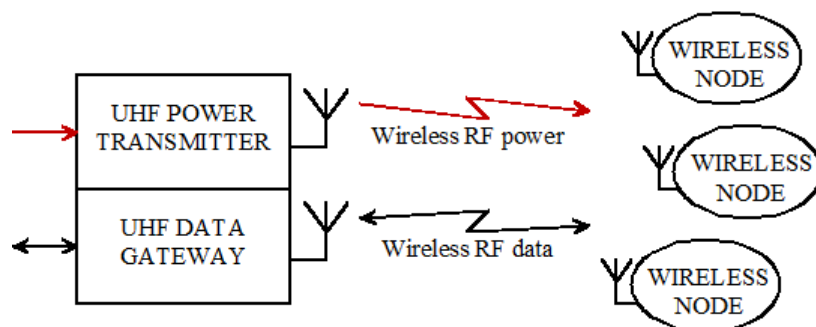 UHF POWER
TRANSMITTER
Wireless RF power
UHF DATA
GATEWAY
Wireless RF data
WIRELESS
NODE
WIRELESS
NODE
WIRELESS
NODE